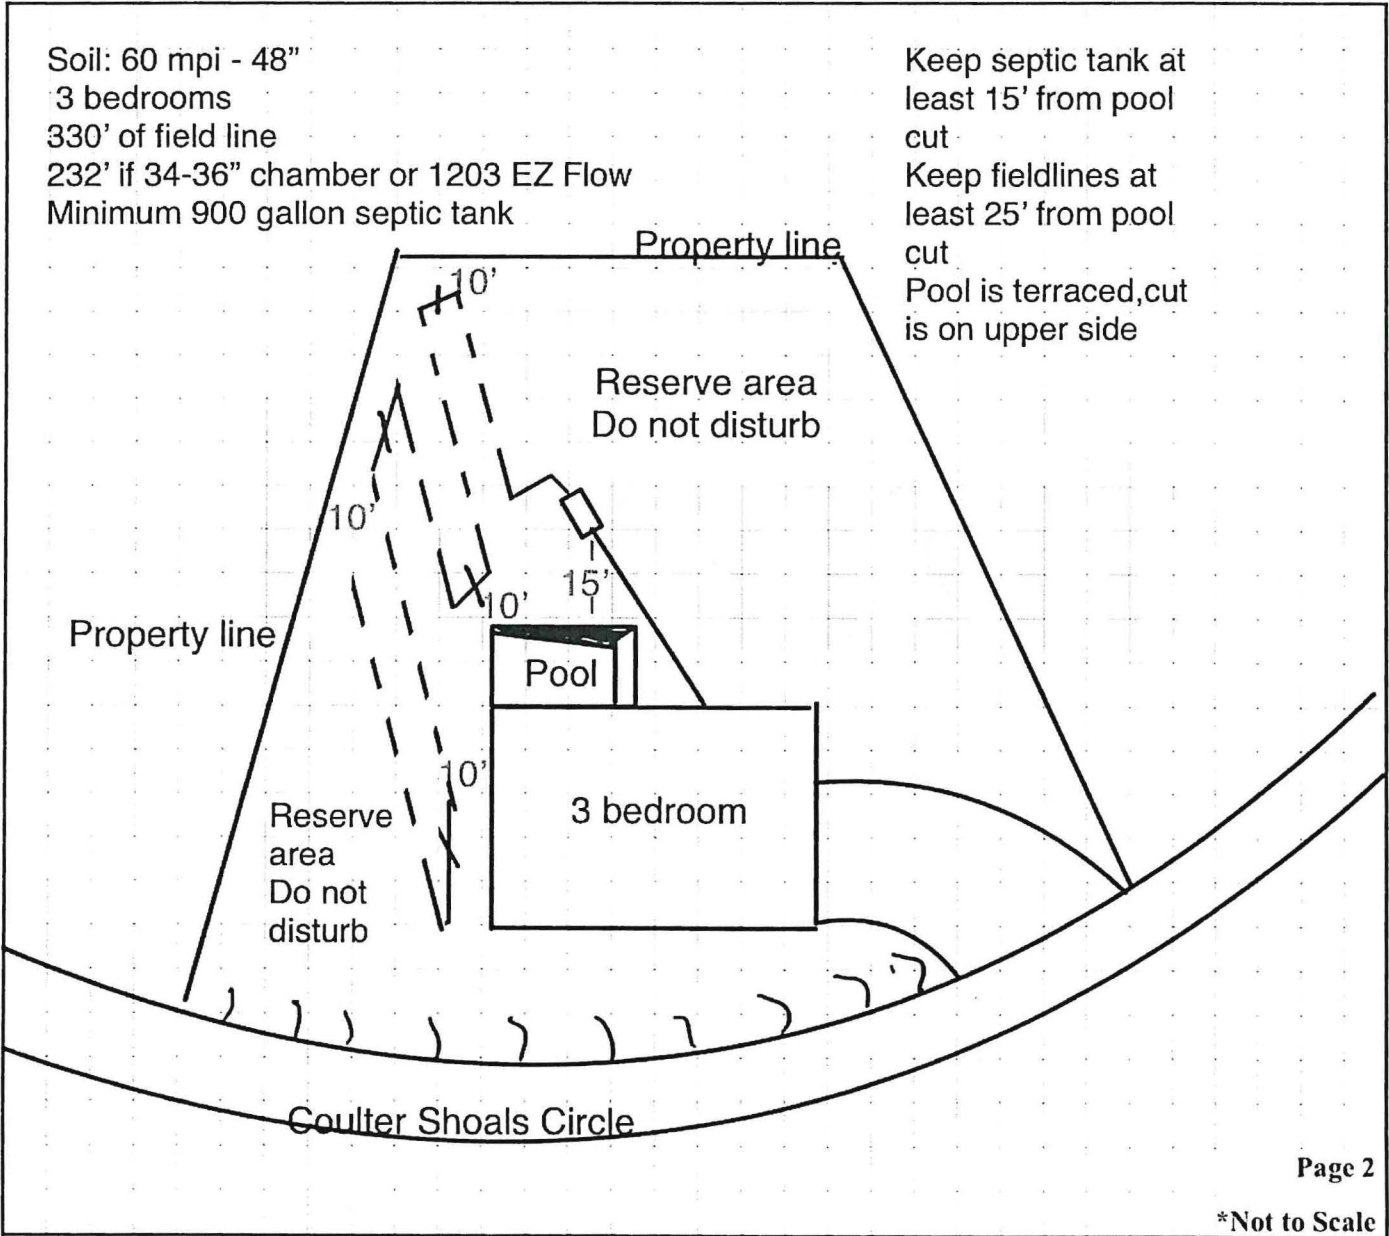 Soil: 60 mpi - 48”
3 bedrooms
330’ of field line
232’ if 34-36” chamber or 1203 EZ Flow
Minimum 900 gallon septic tank
Keep septic tank at
least 15’ from pool
cut
Keep fieldlines at
least 25’ from pool
cut
Pool is terraced,cut
is on upper side
Property line
10’
Reserve area
Do not disturb
10’
15’
10’
Property line
Pool
10’
3 bedroom
Reserve
area
Do not
disturb
Coulter Shoals Circle
Page 2
*Not to Scale